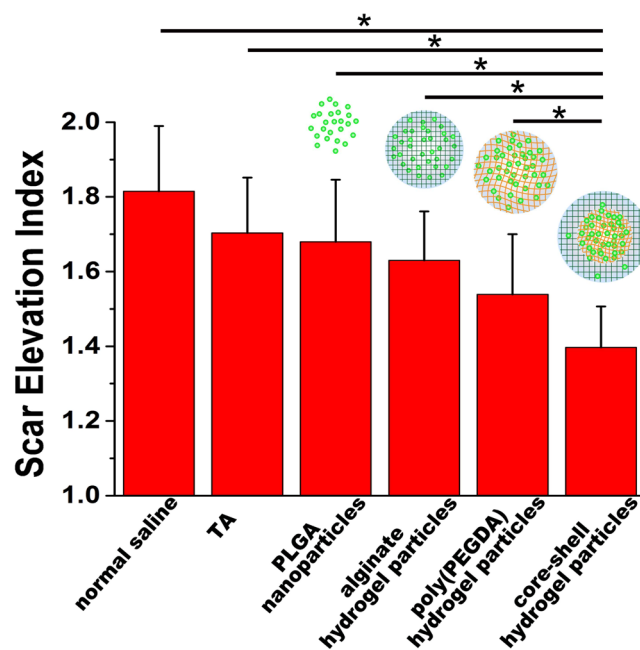 *
*
*
*
*
Scar Elevation Index
2.0
1.8
1.6
1.4
1.2
1.0
normal saline
TA
PLGA
nanoparticles
alginate
hydrogel particles
poly(PEGDA)
hydrogel particles
core-shell
hydrogel particles